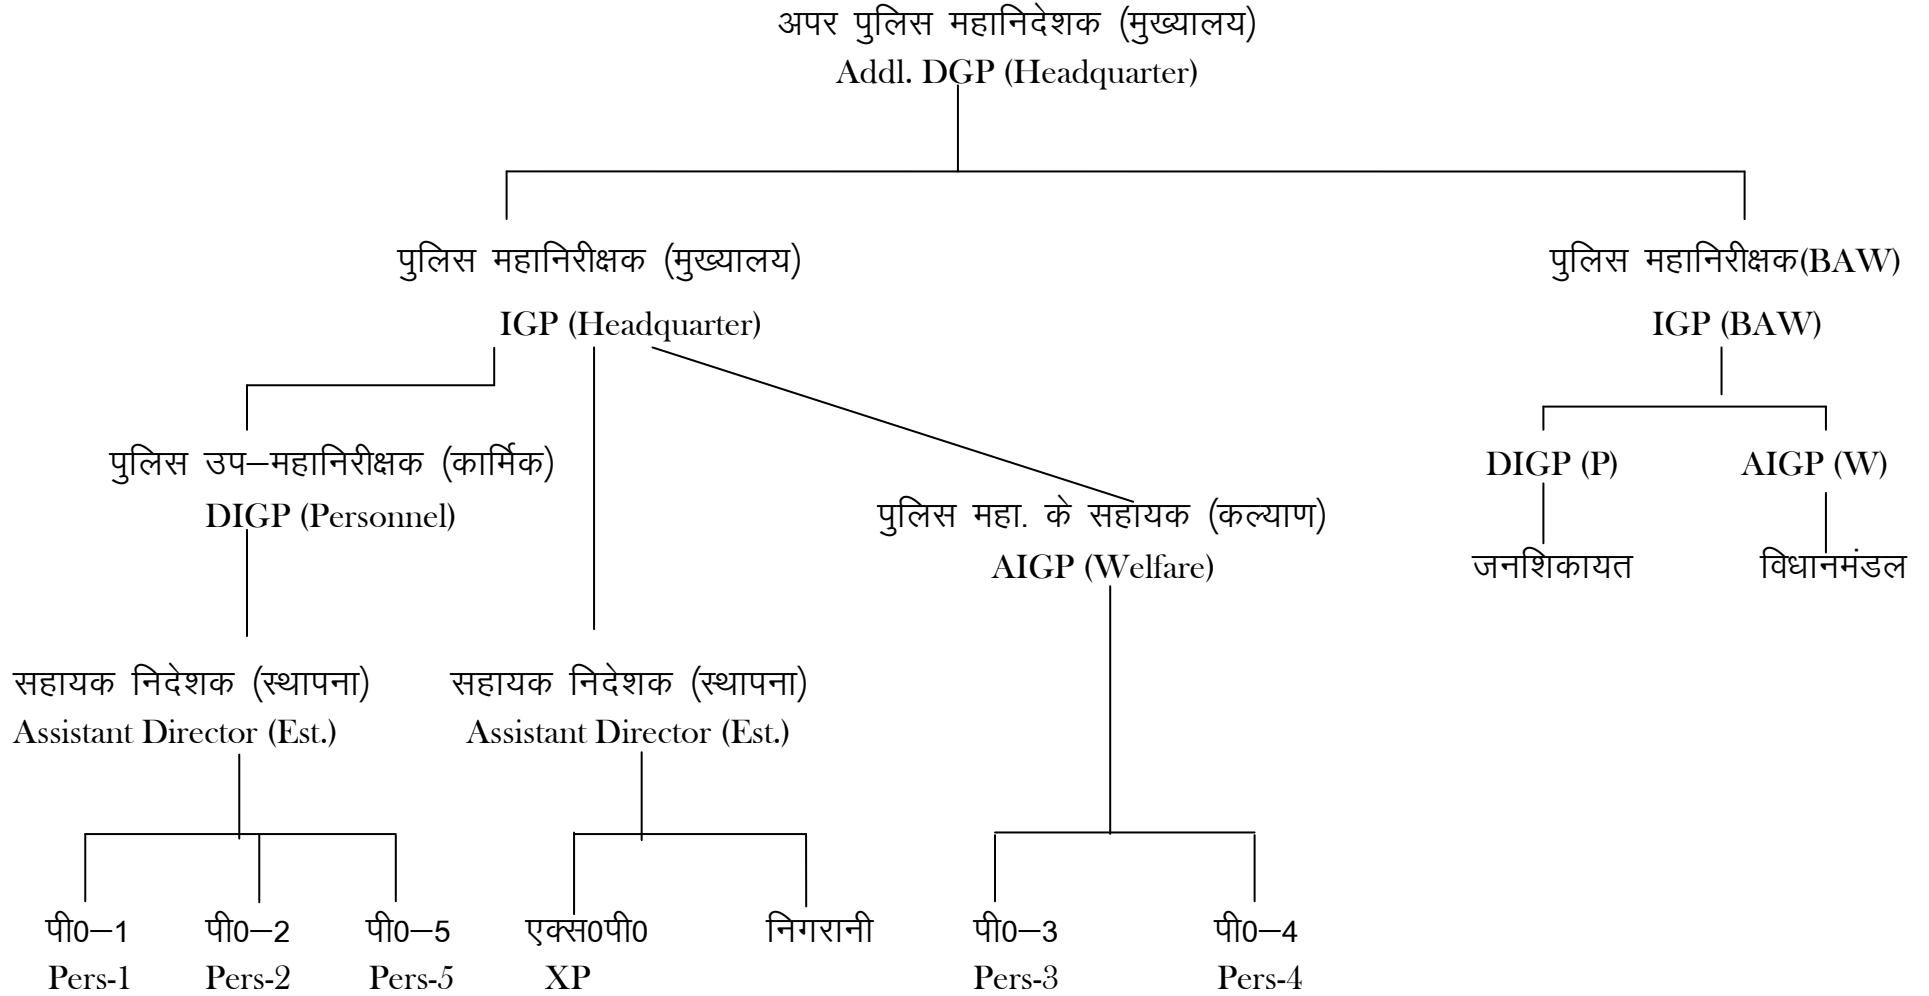 अपर पुलिस महानिदेशक (मुख्यालय)
Addl. DGP (Headquarter)
पुलिस महानिरीक्षक (मुख्यालय)
IGP (Headquarter)
पुलिस महानिरीक्षक(BAW)
IGP (BAW)
पुलिस उप–महानिरीक्षक (कार्मिक)
DIGP (Personnel)
पुलिस महा. के सहायक (कल्याण)
AIGP (Welfare)
DIGP (P)
AIGP (W)
जनशिकायत
विधानमंडल
सहायक निदेशक (स्थापना)
Assistant Director (Est.)
सहायक निदेशक (स्थापना)
Assistant Director (Est.)
पी0–1
Pers-1
पी0–2
Pers-2
पी0–5
Pers-5
एक्स0पी0
XP
निगरानी
पी0–3
Pers-3
पी0–4
Pers-4